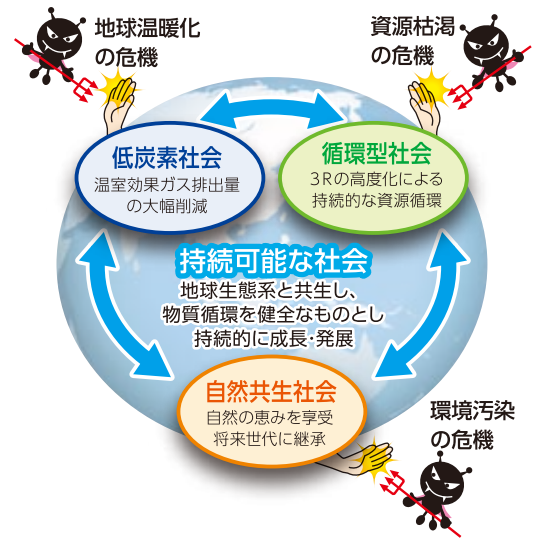 地球温暖化
の危機
資源枯渇
の危機
低炭素社会
温室効果ガス排出量
の大幅削減
循環型社会
3Rの高度化による
持続的な資源循環
持続可能な社会
地球生態系と共生し、
物質循環を健全なものとし
持続的に成長・発展
自然共生社会
自然の恵みを享受
将来世代に継承
環境汚染
の危機